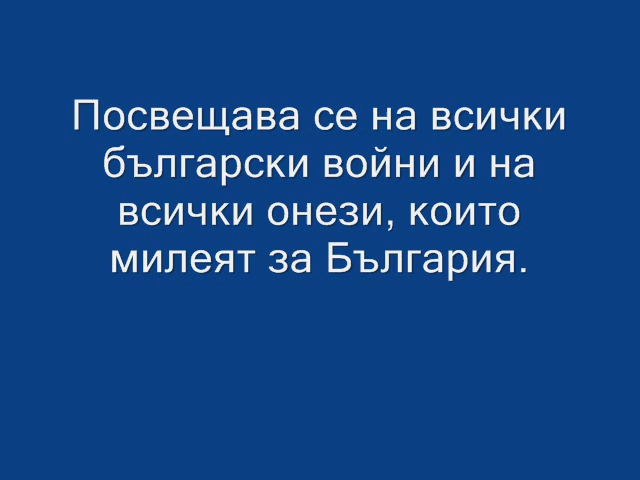 Посвещава се на всички
български войни и на
всички онези, които
милеят за България.